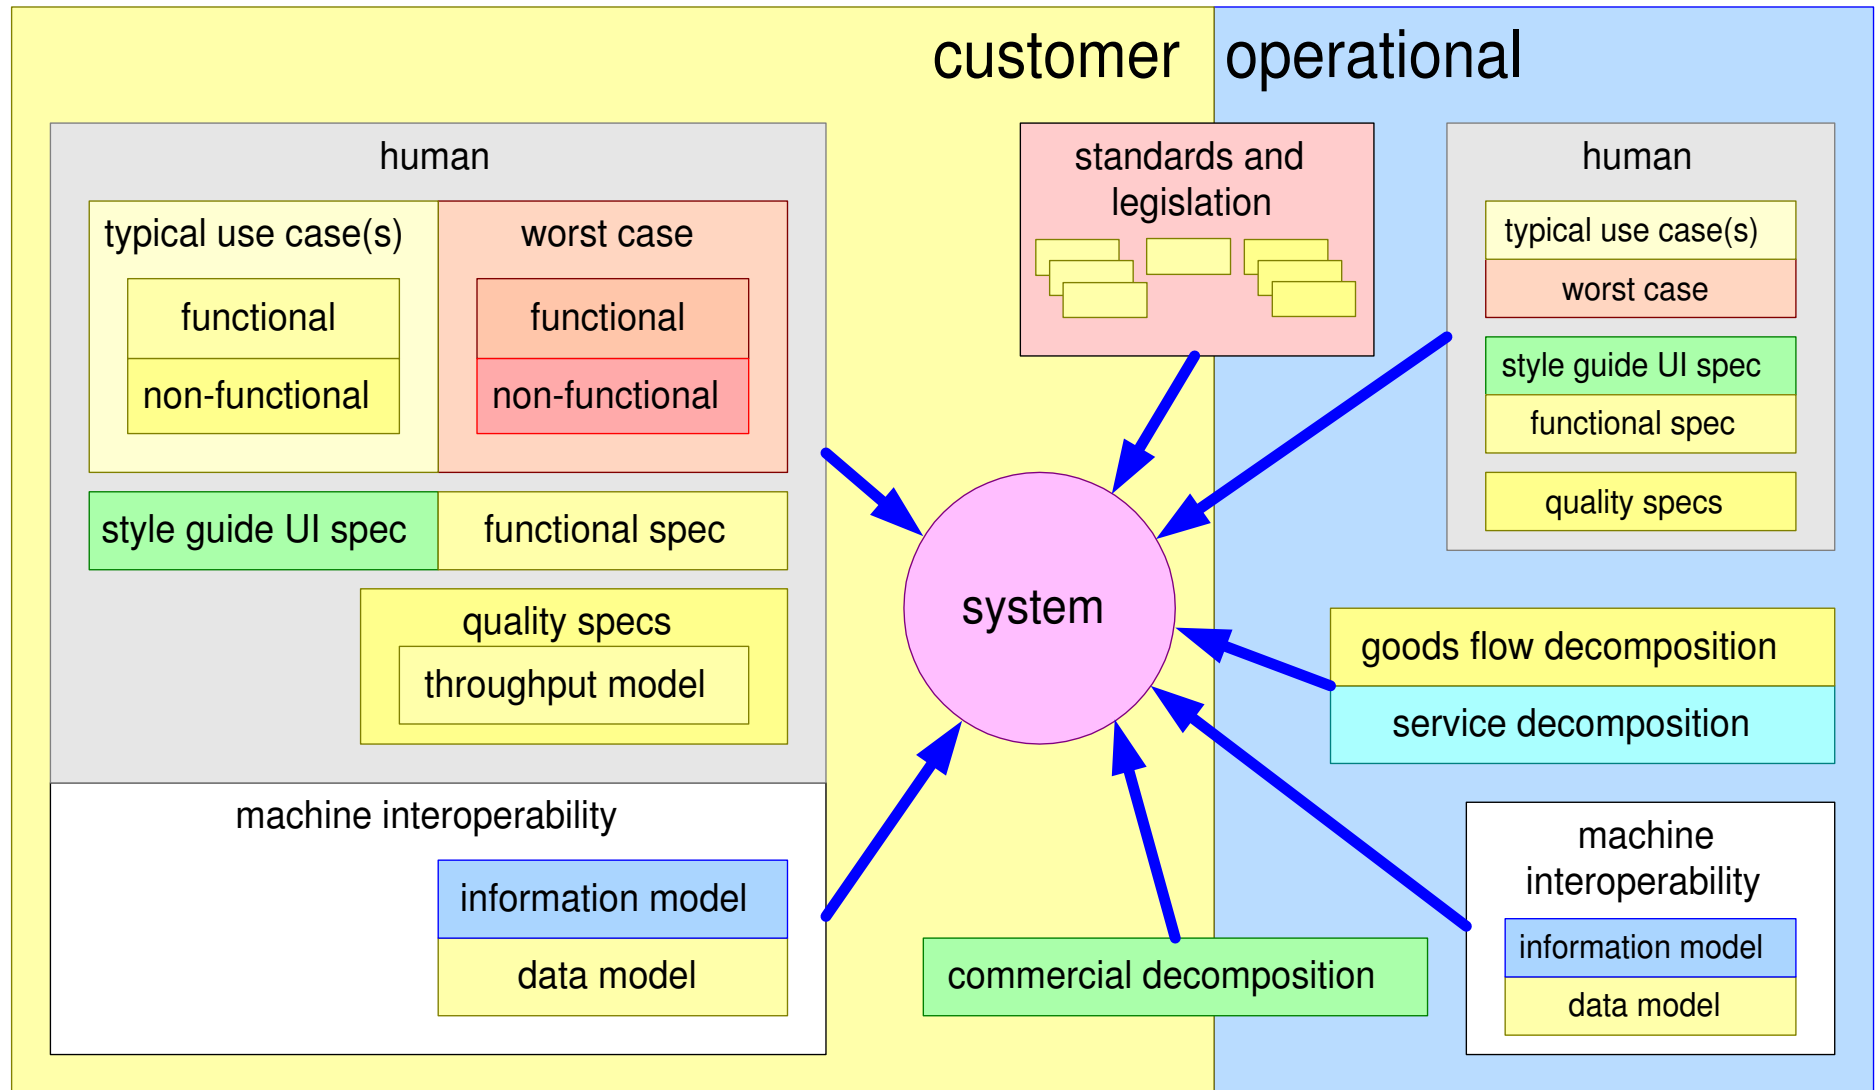 customer
operational
human
typical use case(s)
functional
non-functional
worst case
functional
non-functional
style guide UI spec
functional spec
quality specs
throughput model
machine interoperability
information model
data model
standards and
legislation
system
commercial decomposition
human
typical use case(s)
worst case
style guide UI spec
functional spec
quality specs
goods flow decomposition
service decomposition
machine
interoperability
information model
data model